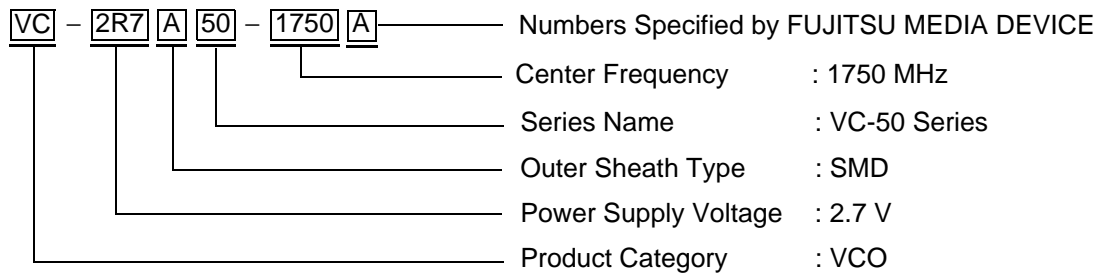 VC – 2R7 A 50 – 1750 A Numbers Specified by FUJITSU MEDIA DEVICE
Center Frequency : 1750 MHz
Series Name : VC-50 Series
Outer Sheath Type : SMD
Power Supply Voltage : 2.7 V
Product Category : VCO